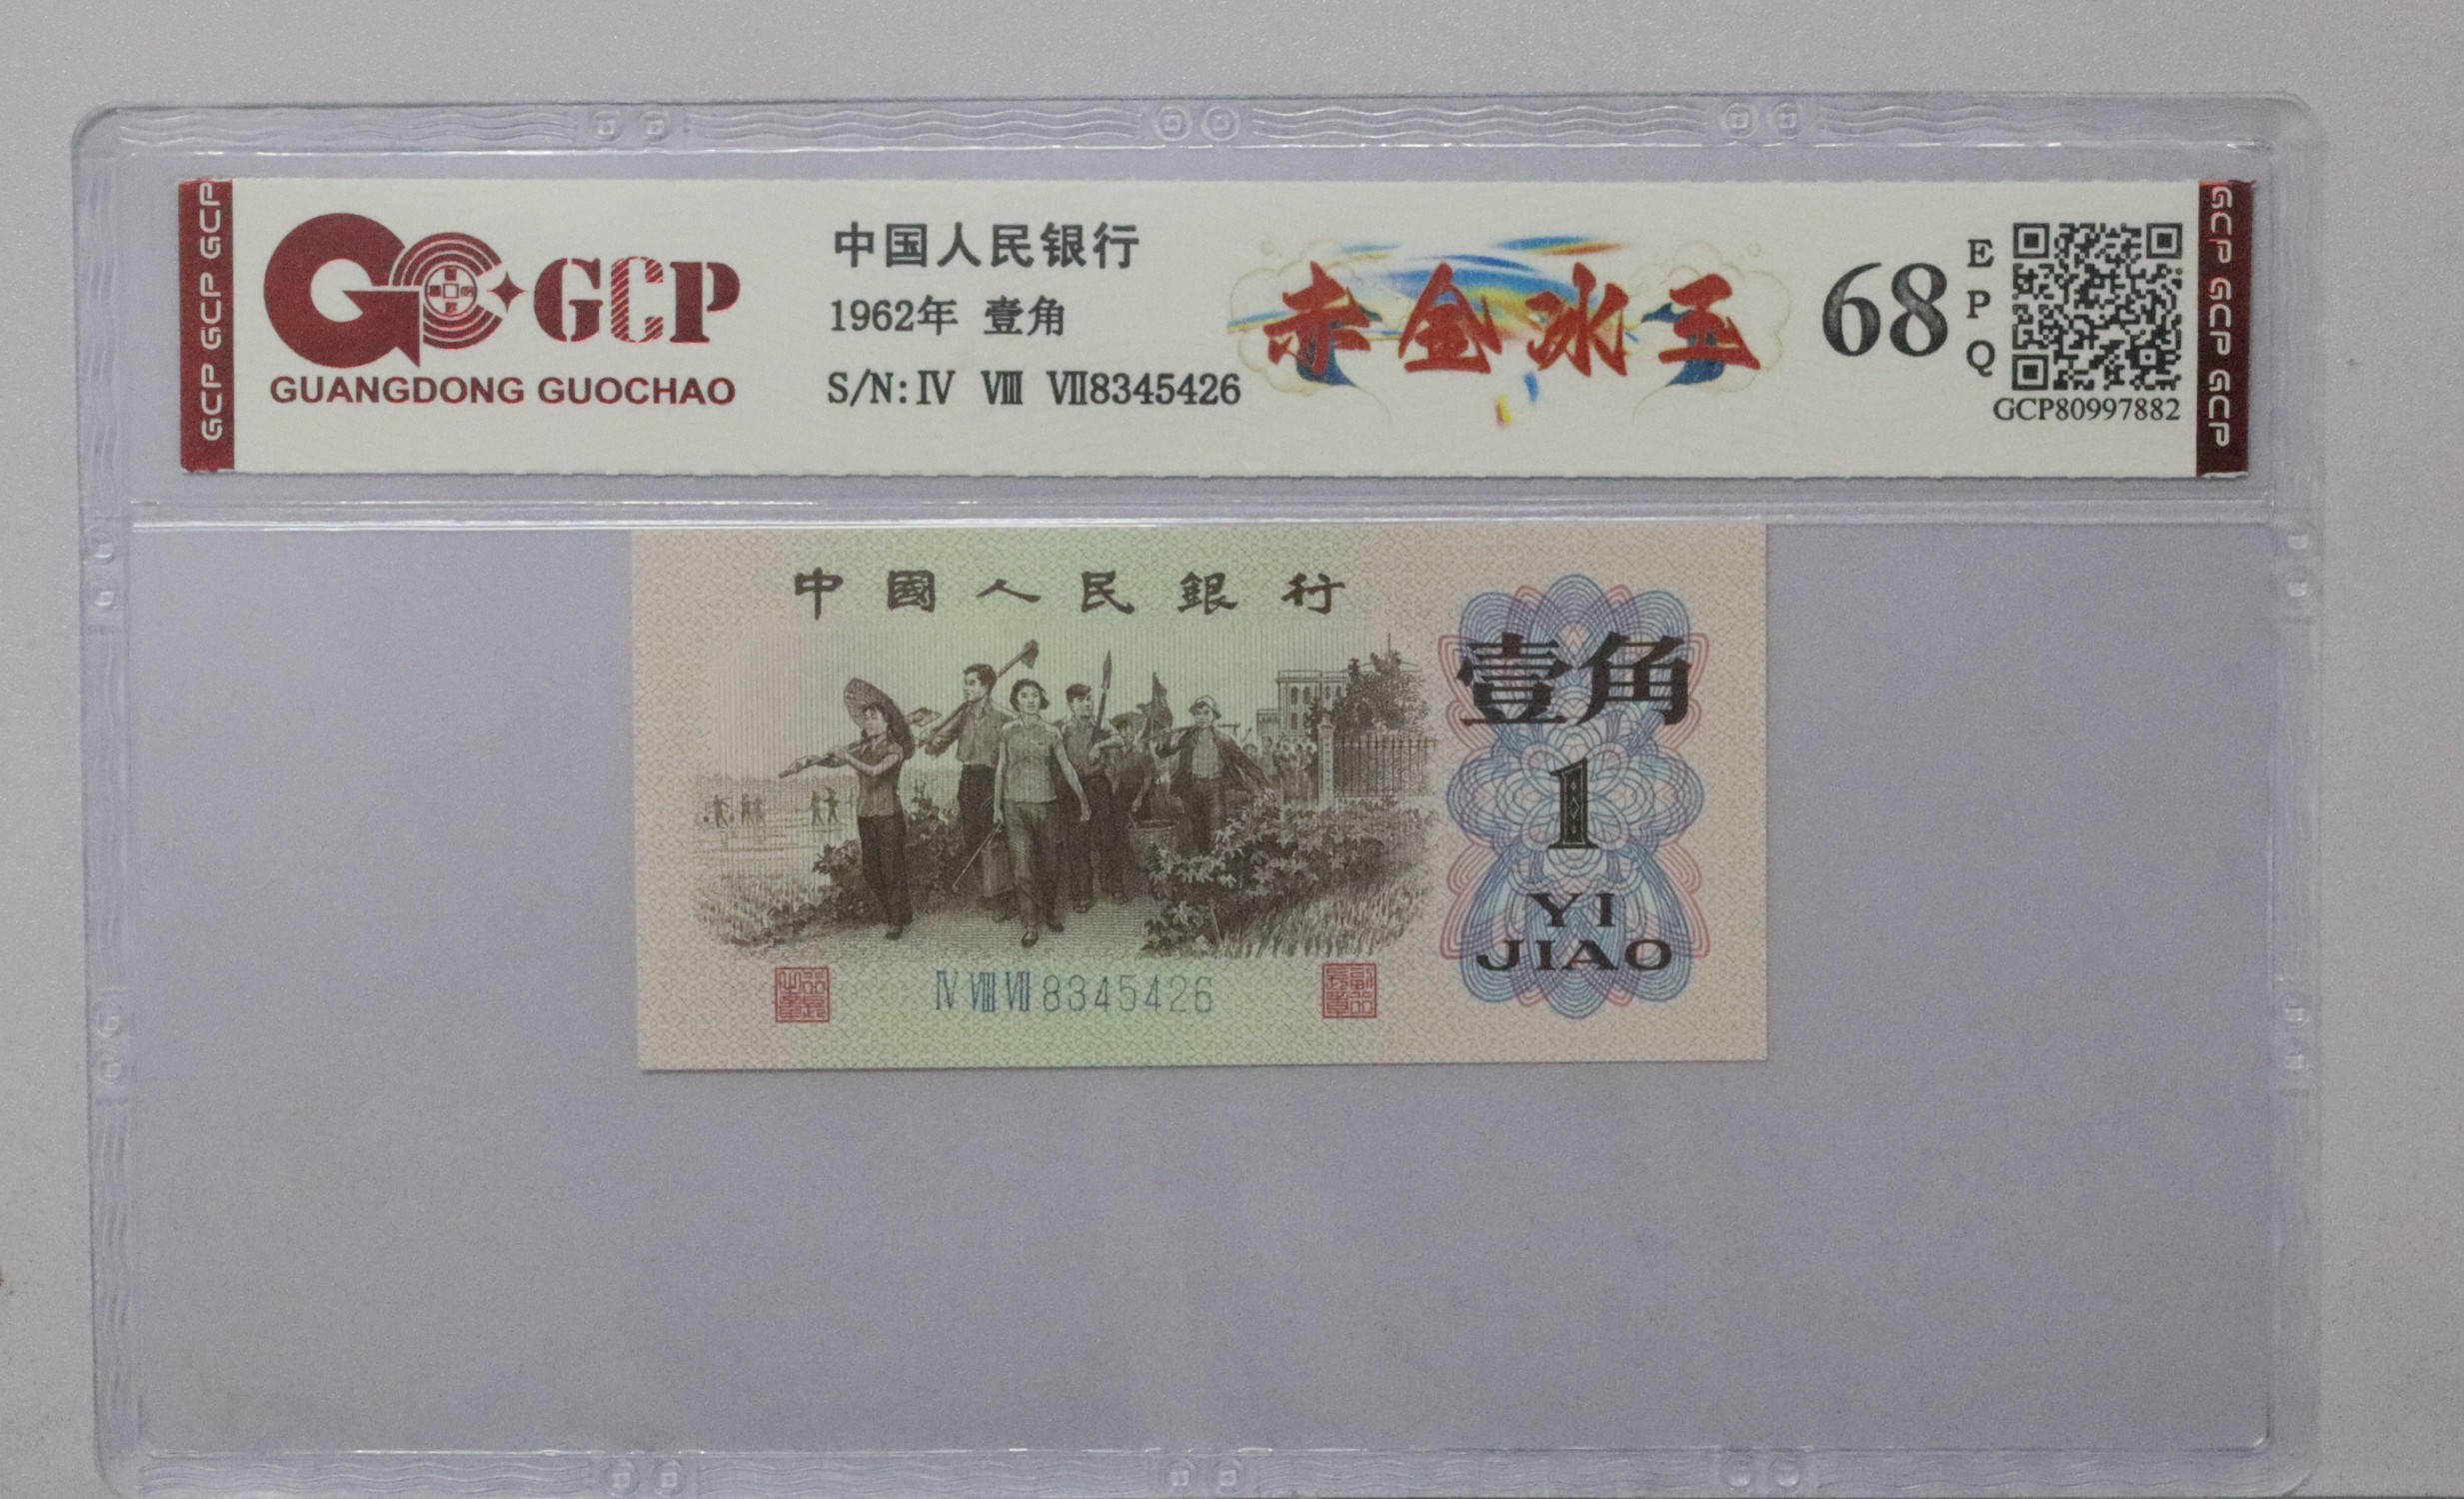 GCP GCP GCP
GCP
GUANGDONG GUOCHAO
中国人民银行
1962年 壹角
S/N: Ⅳ Ⅷ Ⅶ8345426
赤金冰玉
68
EPQ
GCP80997882
GCP GCP GCP
中國人民銀行
壹角
1
YI
JIAO
Ⅳ Ⅷ Ⅶ 8345426